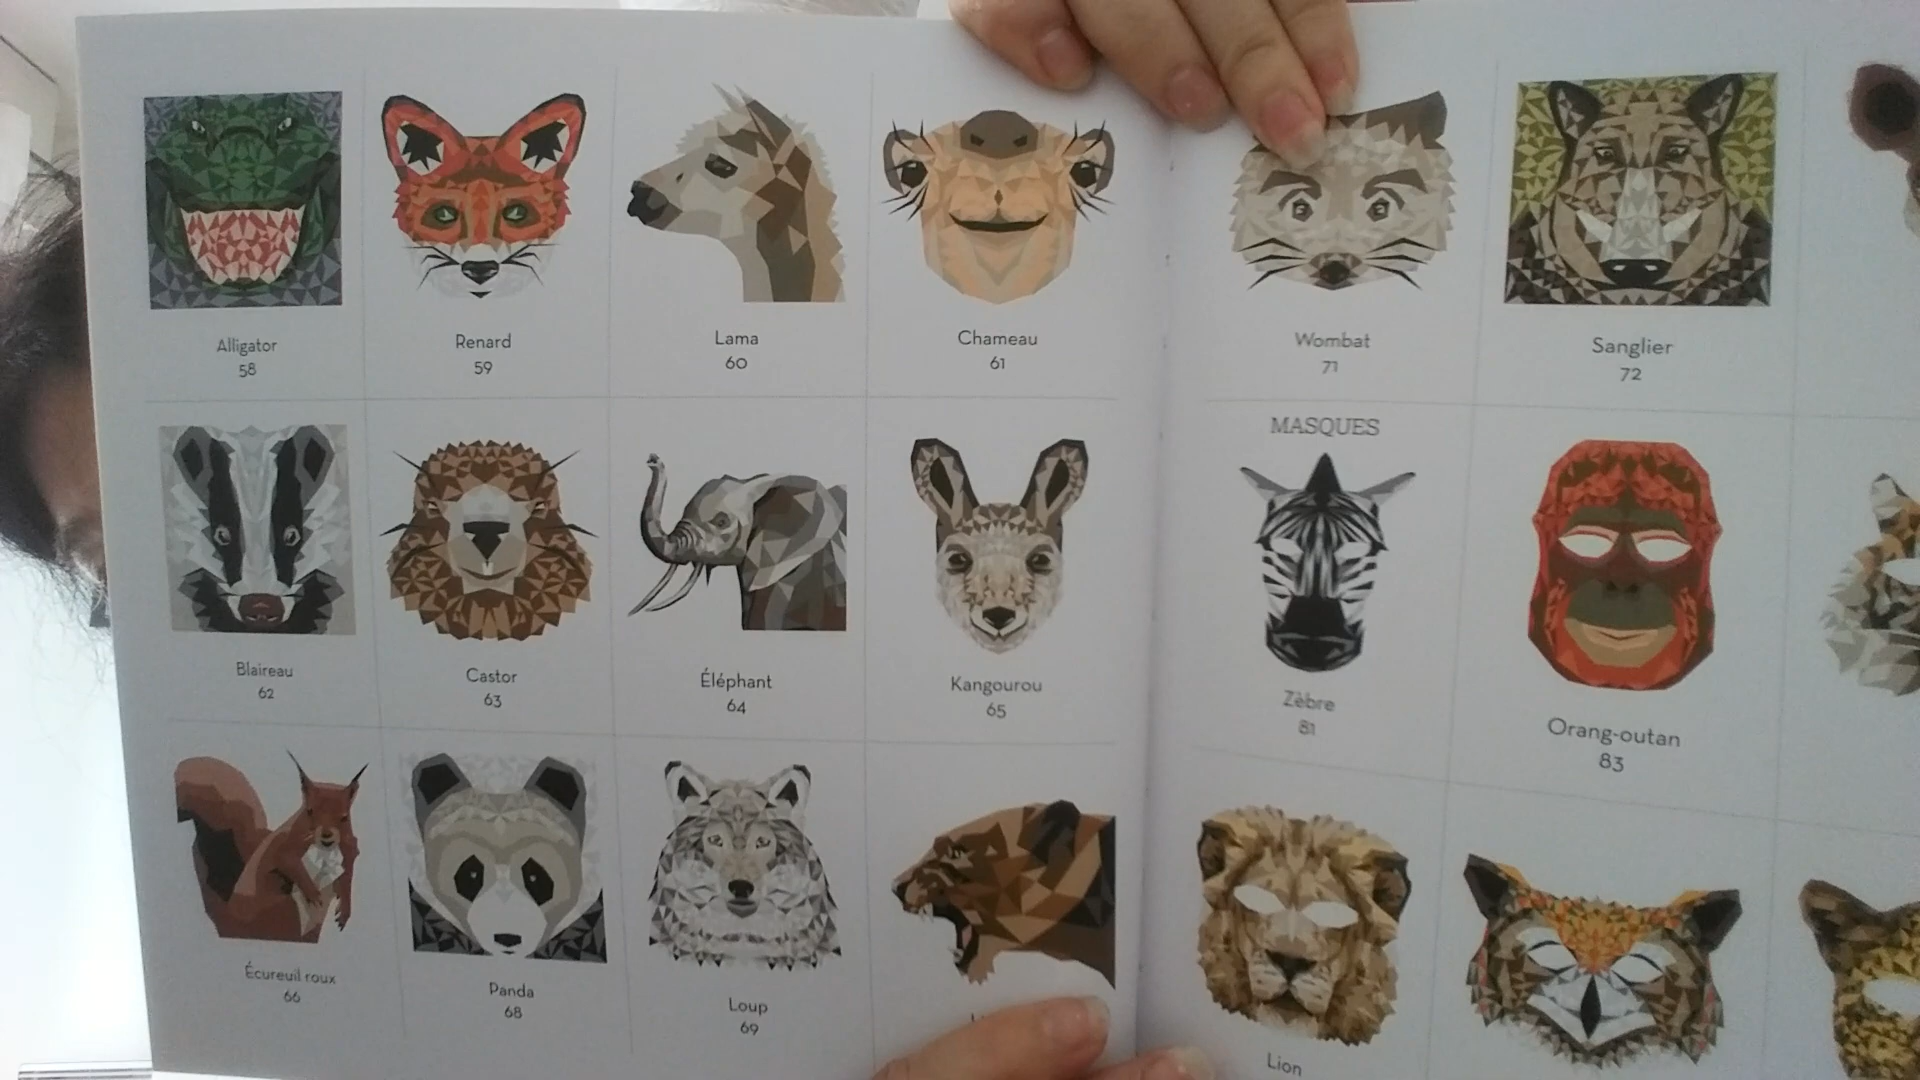 Alligator
58
Renard
59
Lama
60
Chameau
61
Blaireau
62
Castor
63
Éléphant
64
Kangourou
65
Écureuil roux
66
Panda
68
Loup
69
Wombat
71
Sanglier
72
MASQUES
Zèbre
81
Orang-outan
83
Lion